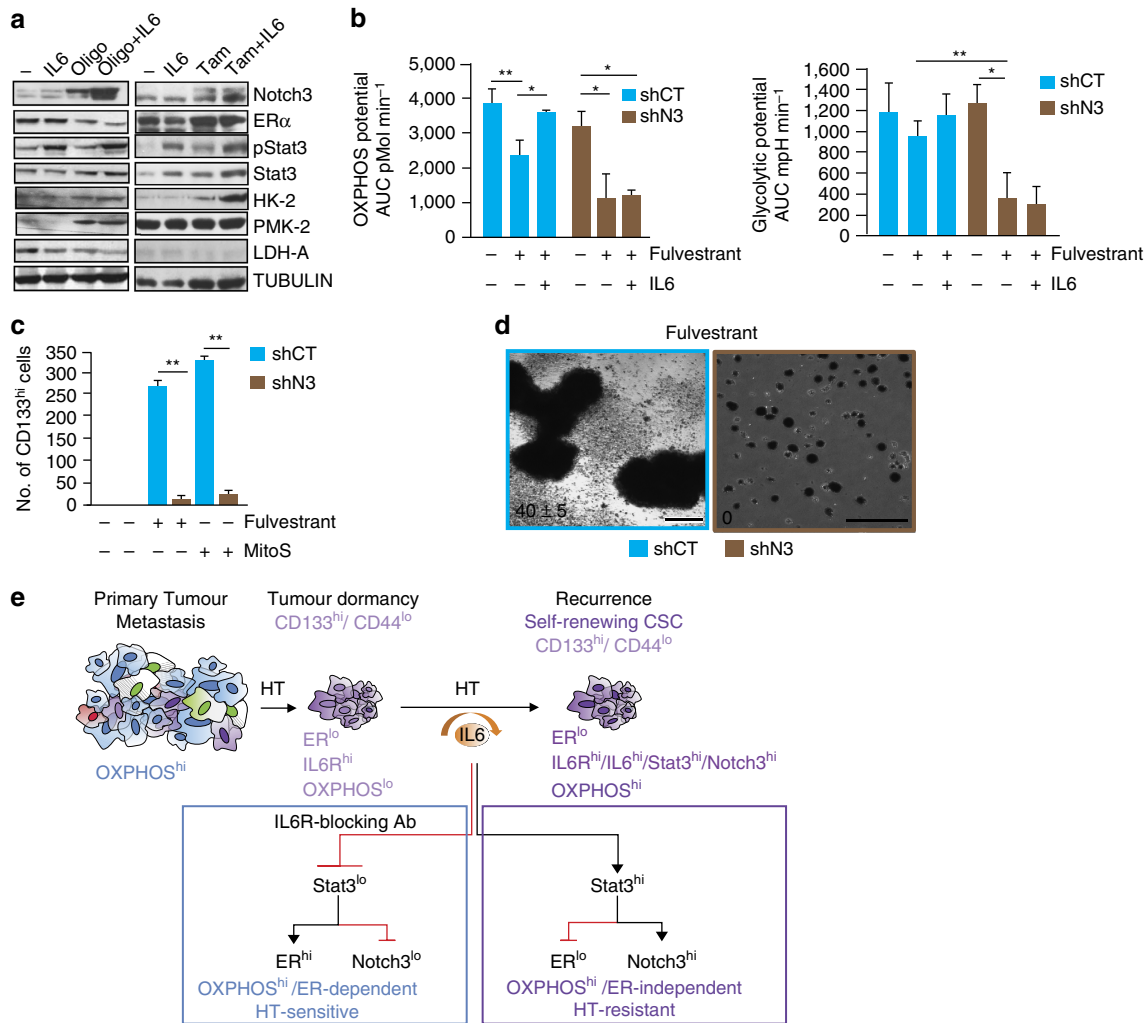 a
– IL6 Oligo Oligo+IL6
– IL6 Tam Tam+IL6
Notch3
ERα
pStat3
Stat3
HK-2
PMK-2
LDH-A
TUBULIN
b
OXPHOS potential
AUC pMol min⁻¹
5,000
4,000
3,000
2,000
1,000
0
** * * *
shCT
shN3
– + + – + + Fulvestrant
– – + – – + IL6
Glycolytic potential
AUC mpH min⁻¹
1,600
1,400
1,200
1,000
800
600
400
200
0
** *
shCT
shN3
– + + – + + Fulvestrant
– – + – – + IL6
c
No. of CD133ʰⁱ cells
350
300
250
200
250
100
50
0
** **
shCT
shN3
– – + + – – Fulvestrant
– – – – + + MitoS
d
Fulvestrant
40 ± 5
0
shCT shN3
e
Primary Tumour
Metastasis
OXPHOSʰⁱ
HT
Tumour dormancy
CD133ʰⁱ/ CD44ˡᵒ
ERˡᵒ
IL6Rʰⁱ
OXPHOSˡᵒ
HT
IL6
Recurrence
Self-renewing CSC
CD133ʰⁱ/ CD44ˡᵒ
ERˡᵒ
IL6Rʰⁱ/IL6ʰⁱ/Stat3ʰⁱ/Notch3ʰⁱ
OXPHOSʰⁱ
IL6R-blocking Ab
Stat3ˡᵒ
ERʰⁱ Notch3ˡᵒ
OXPHOSʰⁱ /ER-dependent
HT-sensitive
Stat3ʰⁱ
ERˡᵒ Notch3ʰⁱ
OXPHOSʰⁱ /ER-independent
HT-resistant